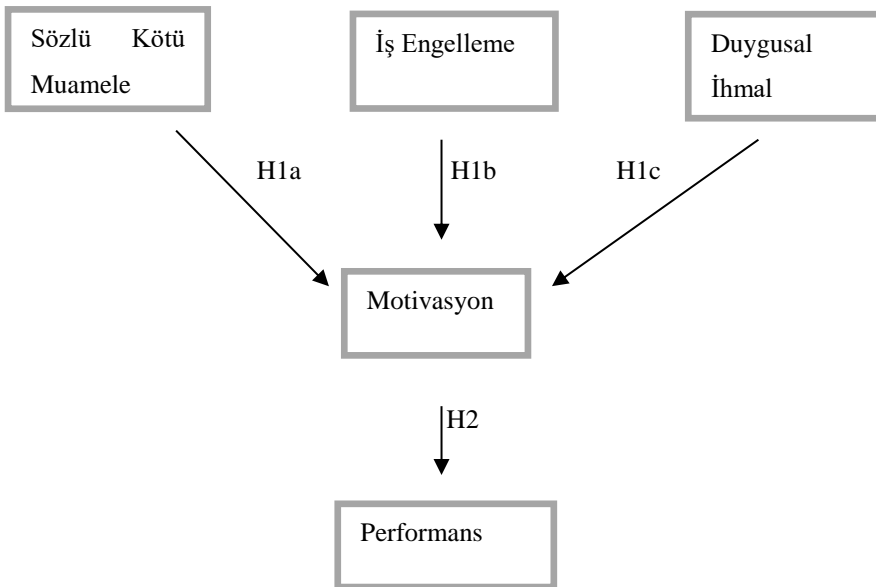 Sözlü Kötü
Muamele
İş Engelleme
Duygusal
İhmal
H1a
H1b
H1c
Motivasyon
H2
Performans